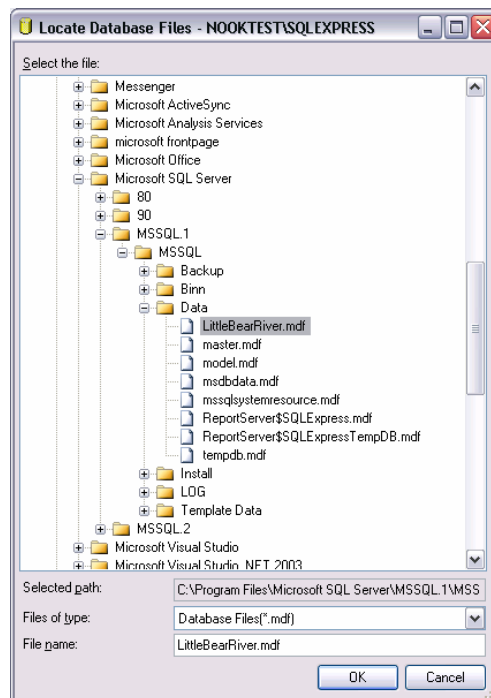 Locate Database Files - NOOKTEST\SQLEXPRESS
Select the file:
Messenger
Microsoft ActiveSync
Microsoft Analysis Services
microsoft frontpage
Microsoft Office
Microsoft SQL Server
80
90
MSSQL.1
MSSQL
Backup
Binn
Data
LittleBearRiver.mdf
master.mdf
model.mdf
msdbdata.mdf
mssqlsystemresource.mdf
ReportServer$SQLExpress.mdf
ReportServer$SQLExpressTempDB.mdf
tempdb.mdf
Install
LOG
Template Data
MSSQL.2
Microsoft Visual Studio
Microsoft Visual Studio .NET 2003
Selected path: C:\Program Files\Microsoft SQL Server\MSSQL.1\MSS
Files of type: Database Files(*.mdf)
File name: LittleBearRiver.mdf
OK Cancel